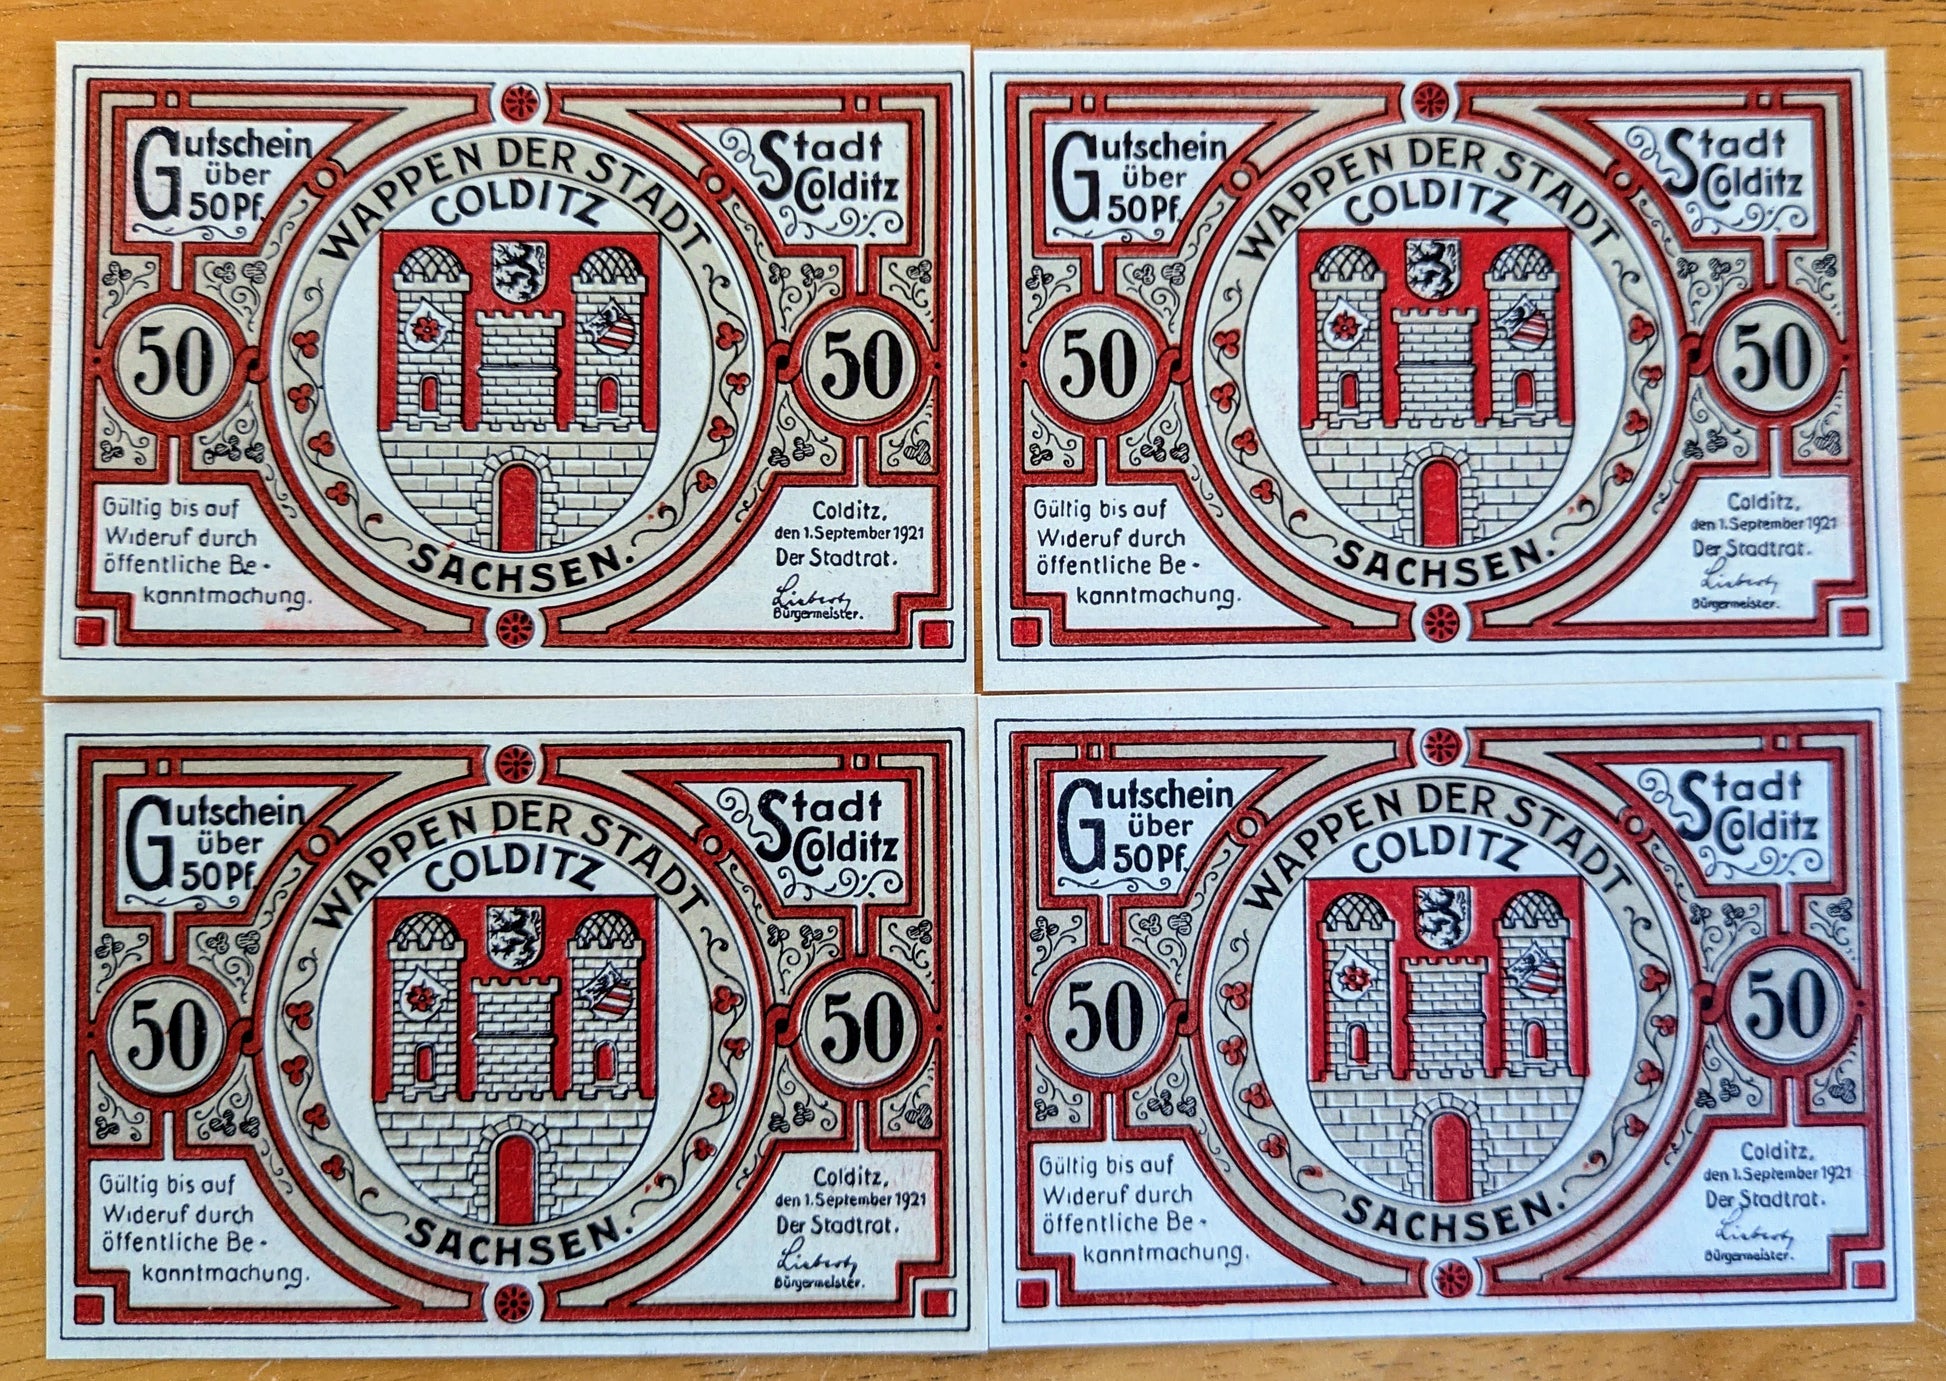 Gutschein
über
50 Pf.
WAPPEN DER STADT
COLDITZ
Stadt
Colditz
50
50
Gültig bis auf
Wideruf durch
öffentliche Be-
kanntmachung.
SACHSEN.
Colditz,
den 1. September 1921
Der Stadtrat.
Bürgermeister.
Gutschein
über
50 Pf.
WAPPEN DER STADT
COLDITZ
Stadt
Colditz
50
50
Gültig bis auf
Wideruf durch
öffentliche Be-
kanntmachung.
SACHSEN.
Colditz,
den 1. September 1921
Der Stadtrat.
Bürgermeister.
Gutschein
über
50 Pf.
WAPPEN DER STADT
COLDITZ
Stadt
Colditz
50
50
Gültig bis auf
Wideruf durch
öffentliche Be-
kanntmachung.
SACHSEN.
Colditz,
den 1. September 1921
Der Stadtrat.
Bürgermeister.
Gutschein
über
50 Pf.
WAPPEN DER STADT
COLDITZ
Stadt
Colditz
50
50
Gültig bis auf
Wideruf durch
öffentliche Be-
kanntmachung.
SACHSEN.
Colditz,
den 1. September 1921
Der Stadtrat.
Bürgermeister.